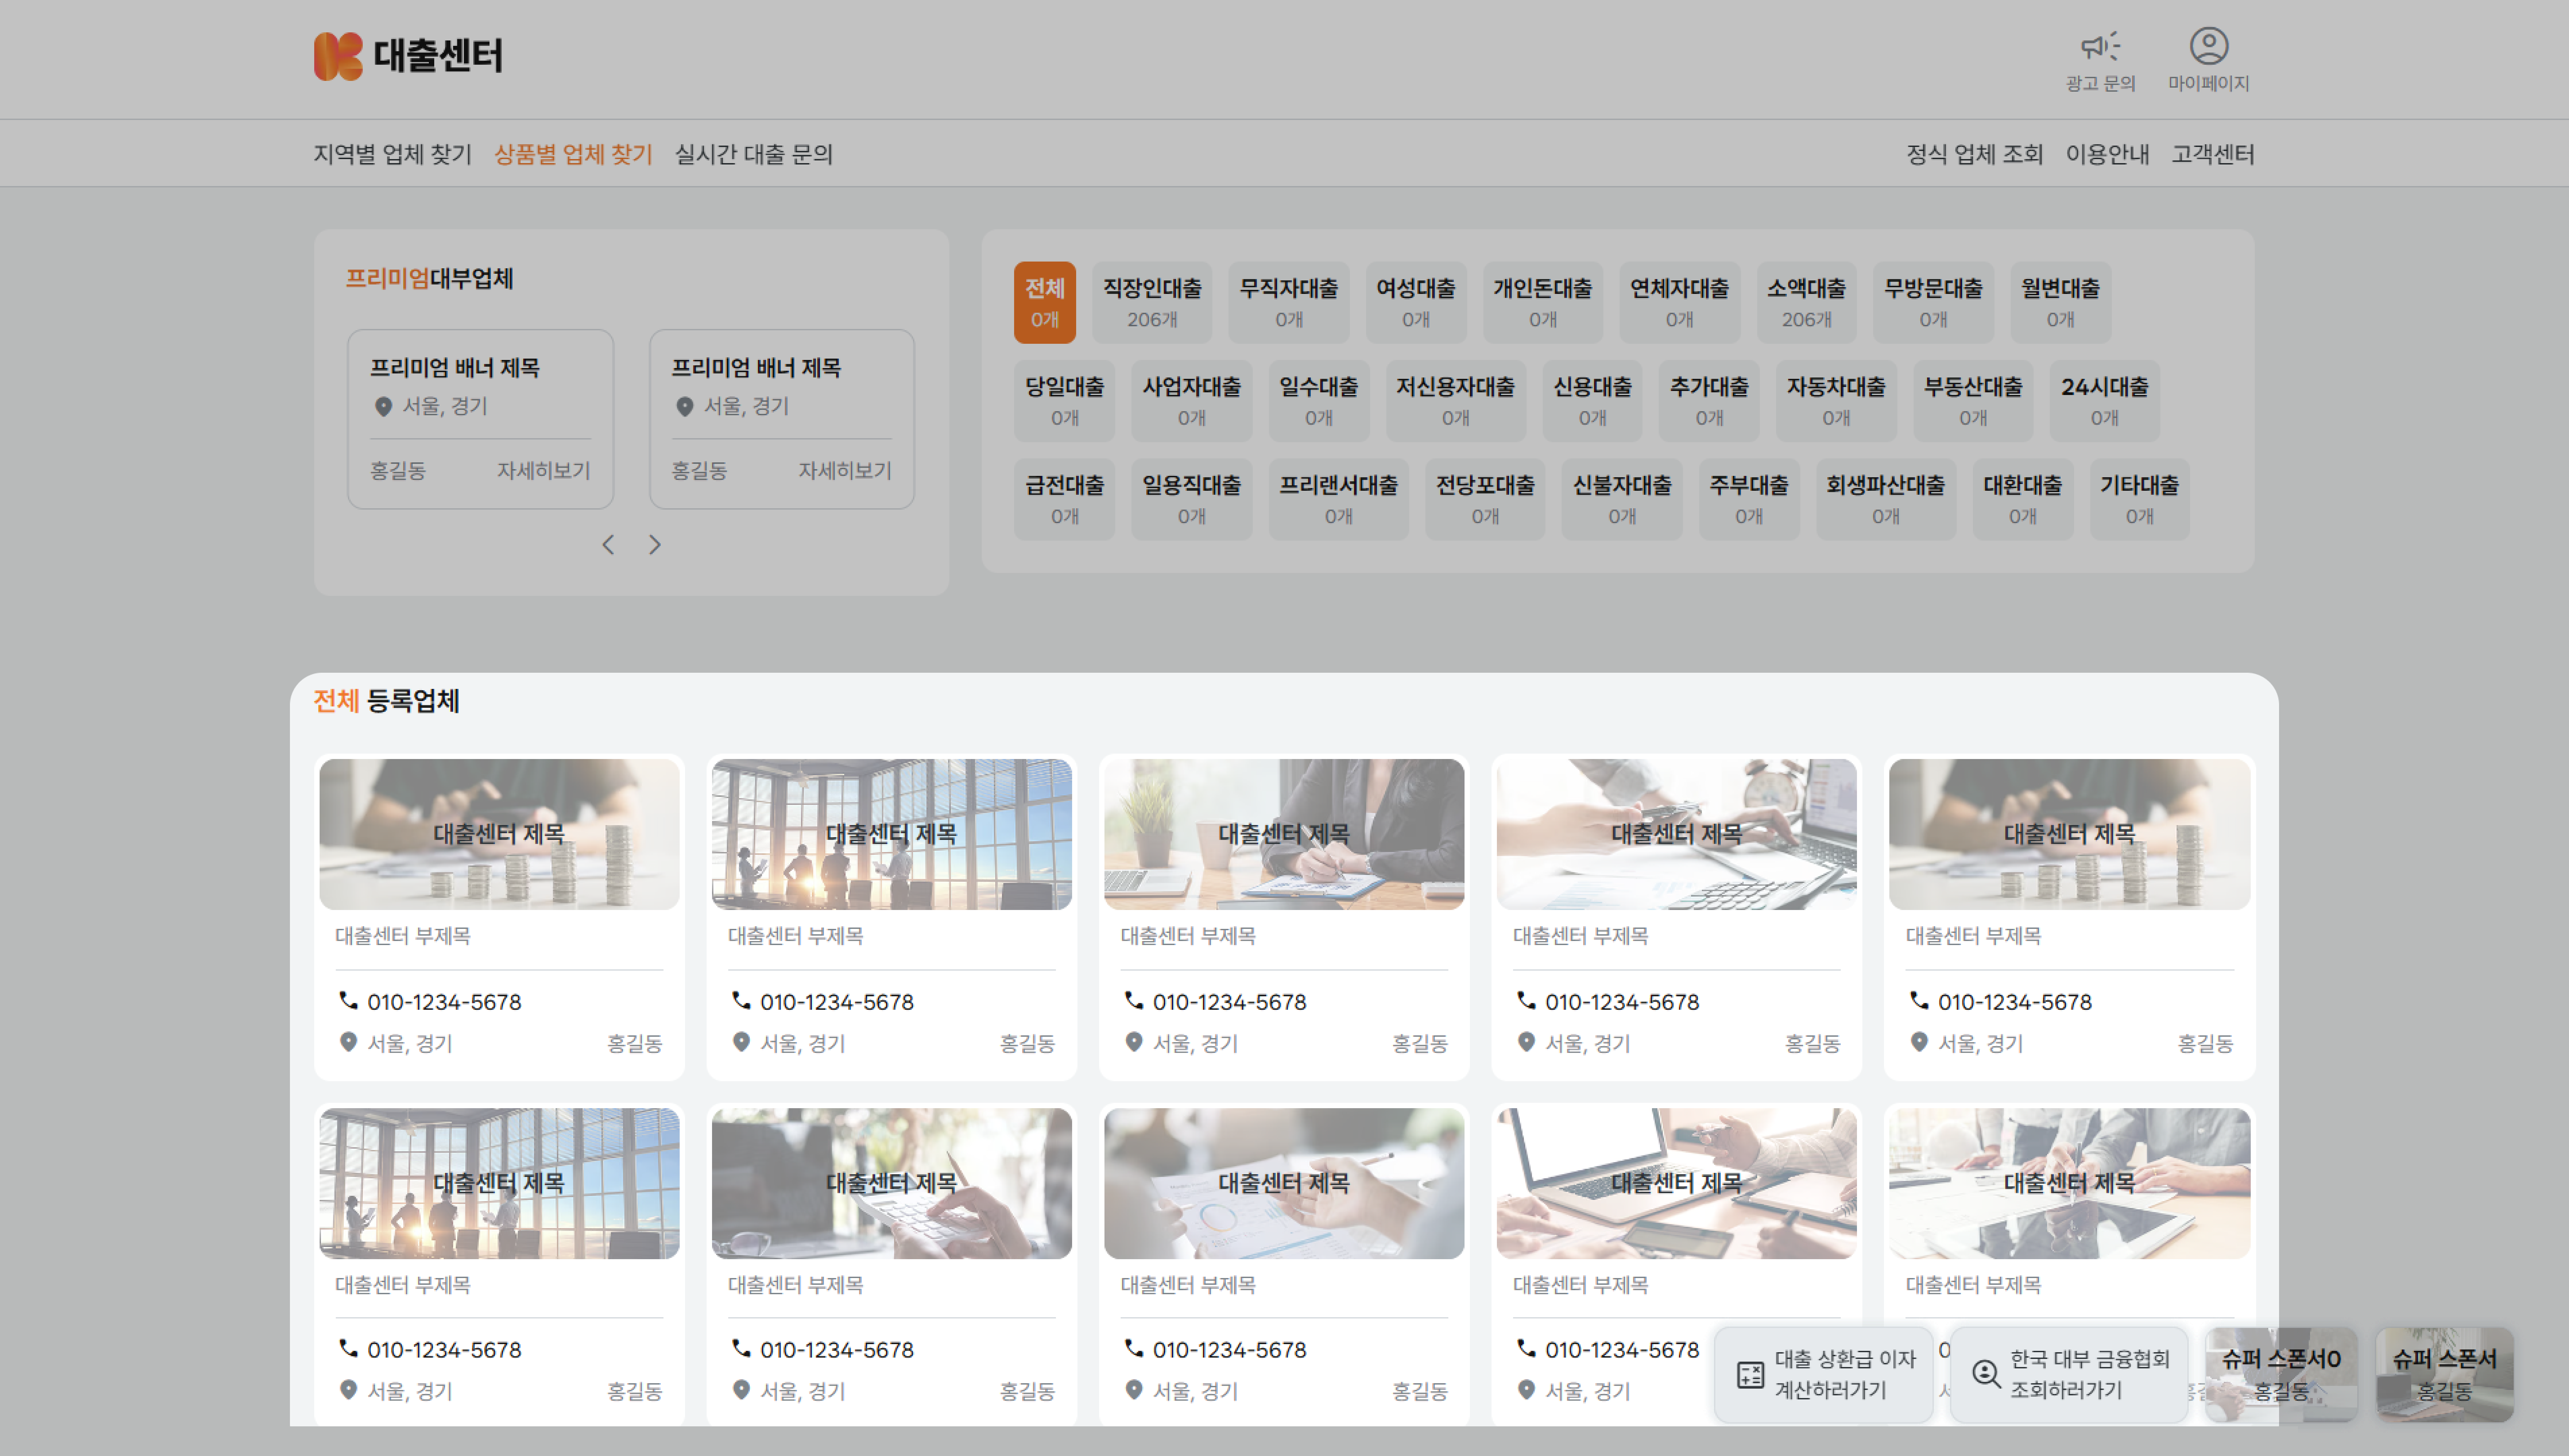 대출센터
광고 문의
마이페이지
지역별 업체 찾기
상품별 업체 찾기
실시간 대출 문의
정식 업체 조회
이용안내
고객센터
프리미엄대부업체
프리미엄 배너 제목
서울, 경기
홍길동
자세히보기
프리미엄 배너 제목
서울, 경기
홍길동
자세히보기
전체
0개
직장인대출
206개
무직자대출
0개
여성대출
0개
개인돈대출
0개
연체자대출
0개
소액대출
206개
무방문대출
0개
월변대출
0개
당일대출
0개
사업자대출
0개
일수대출
0개
저신용자대출
0개
신용대출
0개
추가대출
0개
자동차대출
0개
부동산대출
0개
24시대출
0개
급전대출
0개
일용직대출
0개
프리랜서대출
0개
전당포대출
0개
신불자대출
0개
주부대출
0개
회생파산대출
0개
대환대출
0개
기타대출
0개
전체 등록업체
대출센터 제목
대출센터 부제목
010-1234-5678
서울, 경기
홍길동
대출센터 제목
대출센터 부제목
010-1234-5678
서울, 경기
홍길동
대출센터 제목
대출센터 부제목
010-1234-5678
서울, 경기
홍길동
대출센터 제목
대출센터 부제목
010-1234-5678
서울, 경기
홍길동
대출센터 제목
대출센터 부제목
010-1234-5678
서울, 경기
홍길동
대출센터 제목
대출센터 부제목
010-1234-5678
서울, 경기
홍길동
대출센터 제목
대출센터 부제목
010-1234-5678
서울, 경기
홍길동
대출센터 제목
대출센터 부제목
010-1234-5678
서울, 경기
홍길동
대출센터 제목
대출센터 부제목
010-1234-5678
서울, 경기
대출센터 제목
대출센터 부제목
대출 상환급 이자
계산하러가기
한국 대부 금융협회
조회하러가기
슈퍼 스폰서0
홍길동
슈퍼 스폰서
홍길동